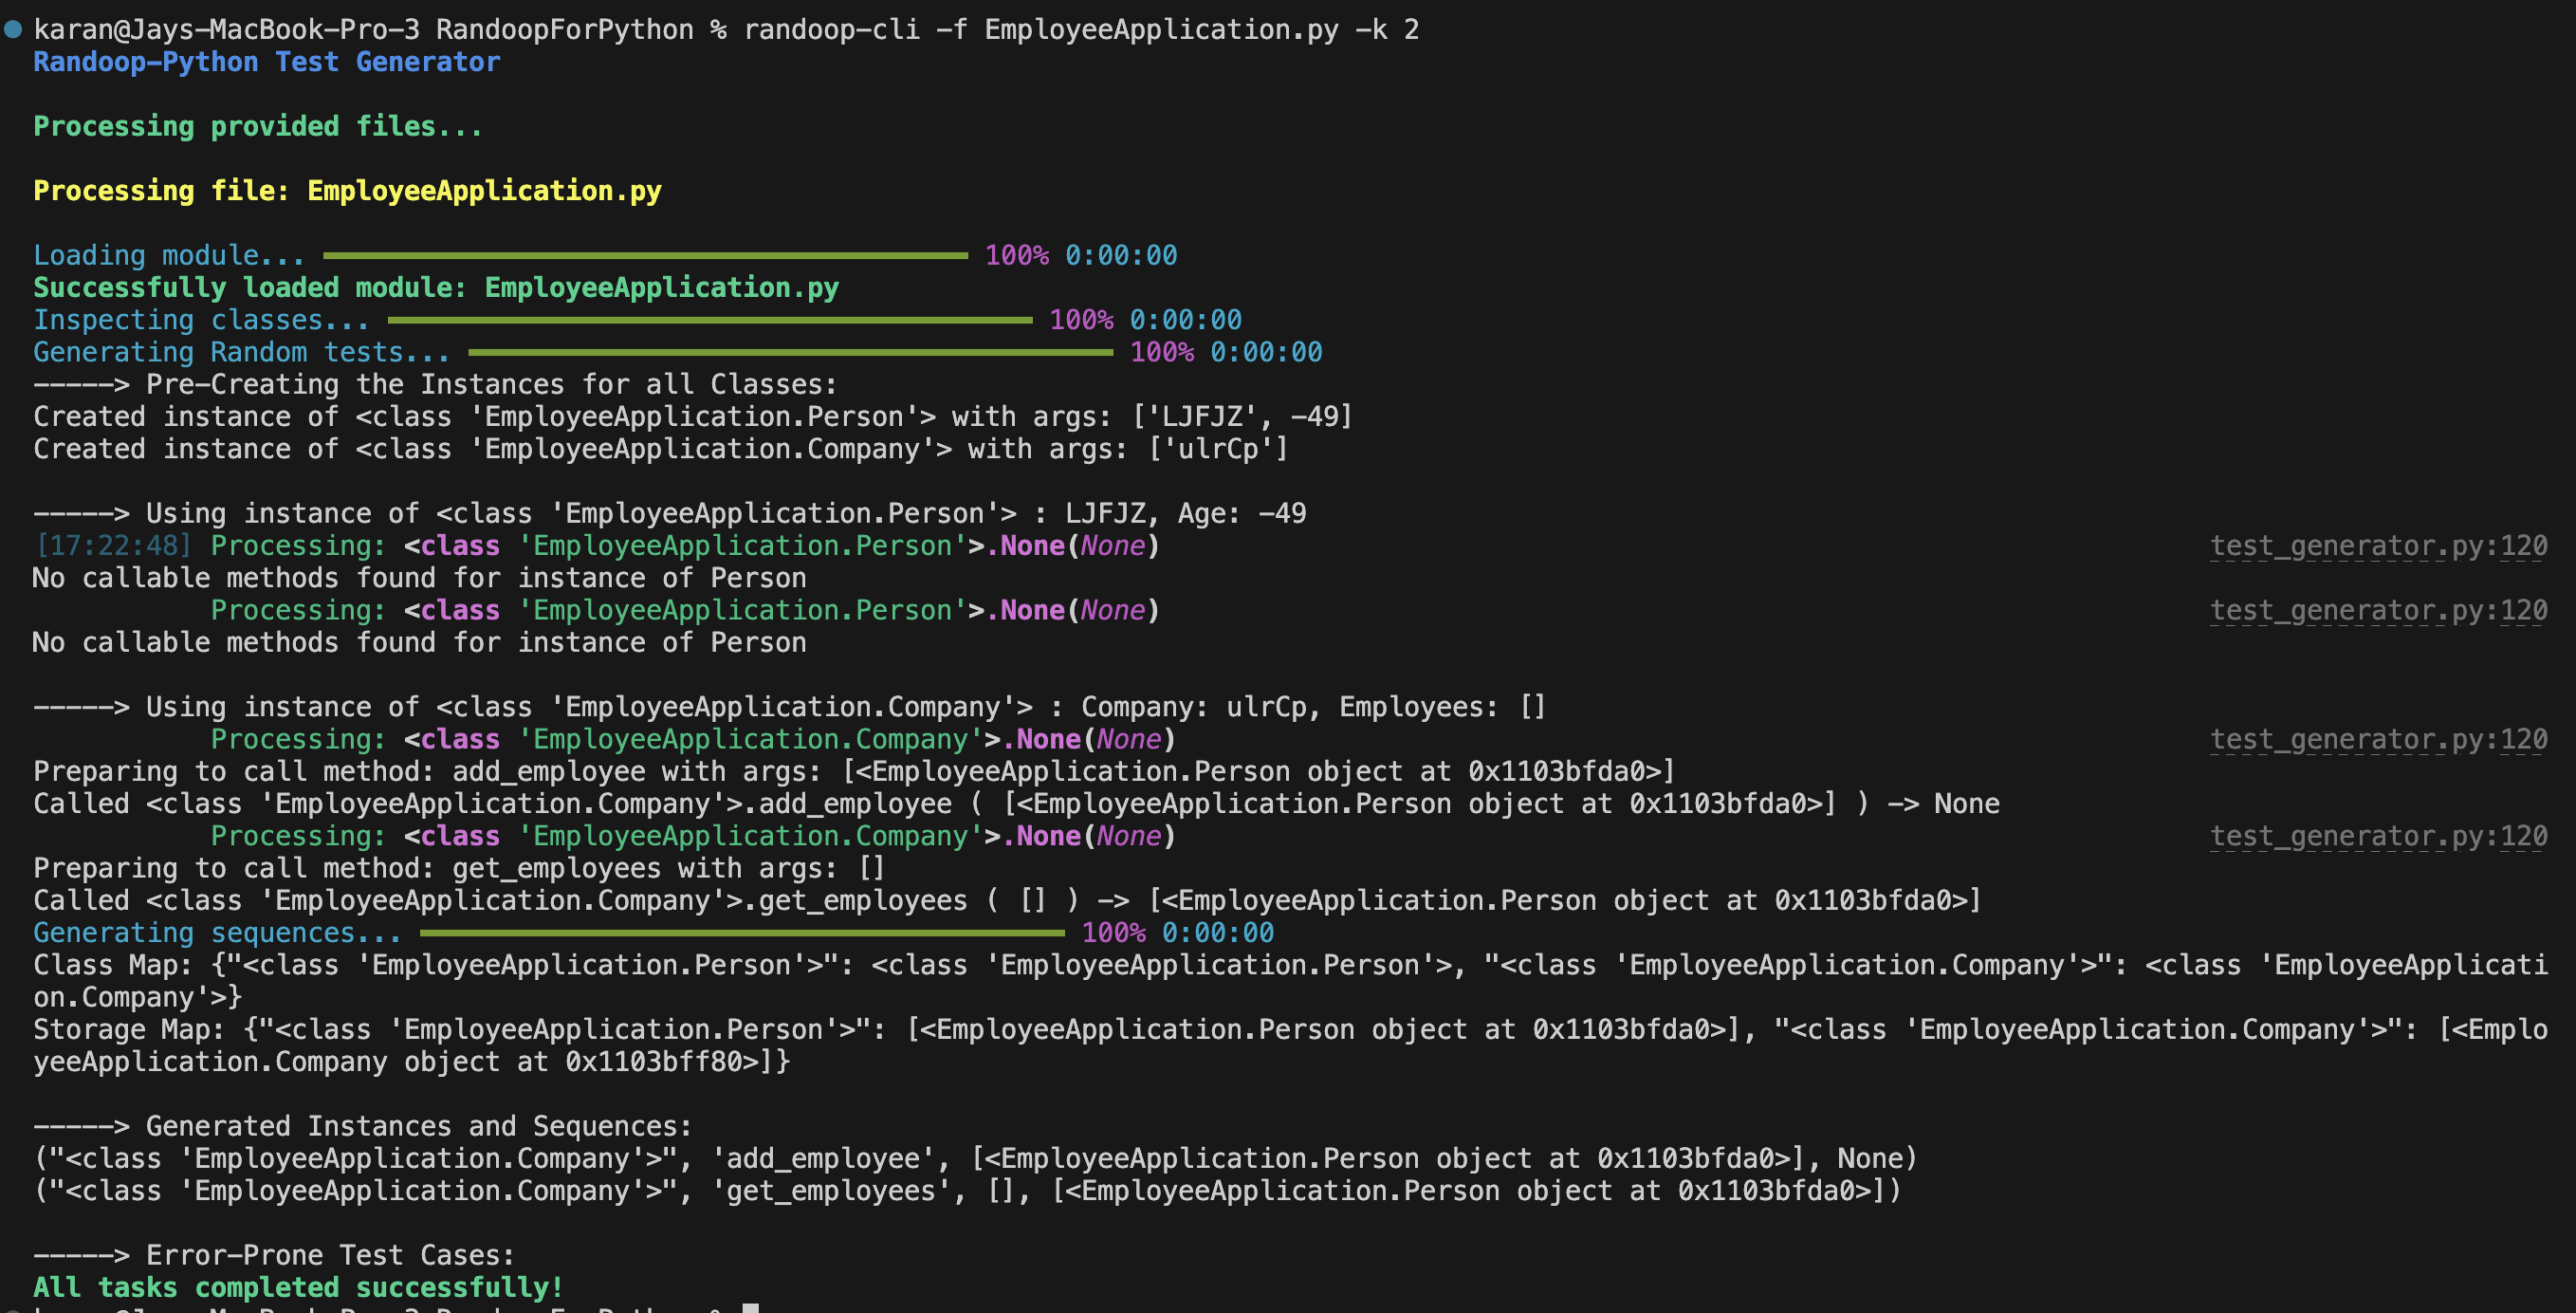 karan@Jays-MacBook-Pro-3 RandoopForPython % randoop-cli -f EmployeeApplication.py -k 2
Randoop-Python Test Generator
Processing provided files...
Processing file: EmployeeApplication.py
Loading module... 100% 0:00:00
Successfully loaded module: EmployeeApplication.py
Inspecting classes... 100% 0:00:00
Generating Random tests... 100% 0:00:00
-----> Pre-Creating the Instances for all Classes:
Created instance of <class 'EmployeeApplication.Person'> with args: ['LJFJZ', -49]
Created instance of <class 'EmployeeApplication.Company'> with args: ['ulrCp']
-----> Using instance of <class 'EmployeeApplication.Person'> : LJFJZ, Age: -49
[17:22:48] Processing: <class 'EmployeeApplication.Person'>.None(None) test_generator.py:120
No callable methods found for instance of Person
Processing: <class 'EmployeeApplication.Person'>.None(None) test_generator.py:120
No callable methods found for instance of Person
-----> Using instance of <class 'EmployeeApplication.Company'> : Company: ulrCp, Employees: []
Processing: <class 'EmployeeApplication.Company'>.None(None) test_generator.py:120
Preparing to call method: add_employee with args: [<EmployeeApplication.Person object at 0x1103bfda0>]
Called <class 'EmployeeApplication.Company'>.add_employee ( [<EmployeeApplication.Person object at 0x1103bfda0>] ) -> None
Processing: <class 'EmployeeApplication.Company'>.None(None) test_generator.py:120
Preparing to call method: get_employees with args: []
Called <class 'EmployeeApplication.Company'>.get_employees ( [] ) -> [<EmployeeApplication.Person object at 0x1103bfda0>]
Generating sequences... 100% 0:00:00
Class Map: {"<class 'EmployeeApplication.Person'>": <class 'EmployeeApplication.Person'>, "<class 'EmployeeApplication.Company'>": <class 'EmployeeApplicati
on.Company'>}
Storage Map: {"<class 'EmployeeApplication.Person'>": [<EmployeeApplication.Person object at 0x1103bfda0>], "<class 'EmployeeApplication.Company'>": [<Emplo
yeeApplication.Company object at 0x1103bff80>]}
-----> Generated Instances and Sequences:
("<class 'EmployeeApplication.Company'>", 'add_employee', [<EmployeeApplication.Person object at 0x1103bfda0>], None)
("<class 'EmployeeApplication.Company'>", 'get_employees', [], [<EmployeeApplication.Person object at 0x1103bfda0>])
-----> Error-Prone Test Cases:
All tasks completed successfully!